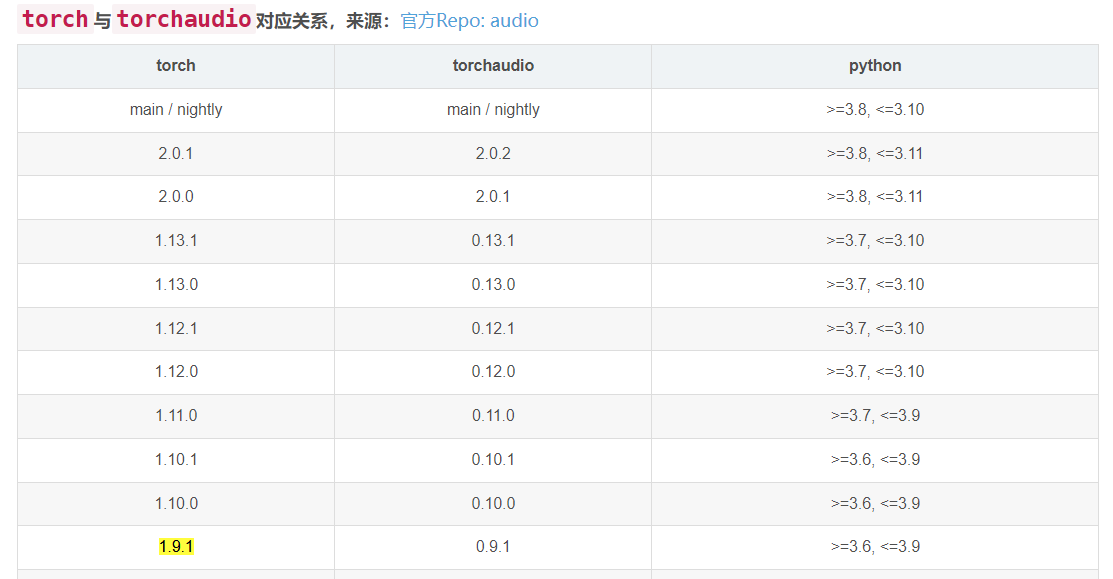 torch与torchaudio对应关系，来源：官方Repo: audio
torch torchaudio python
main / nightly main / nightly >=3.8, <=3.10
2.0.1 2.0.2 >=3.8, <=3.11
2.0.0 2.0.1 >=3.8, <=3.11
1.13.1 0.13.1 >=3.7, <=3.10
1.13.0 0.13.0 >=3.7, <=3.10
1.12.1 0.12.1 >=3.7, <=3.10
1.12.0 0.12.0 >=3.7, <=3.10
1.11.0 0.11.0 >=3.7, <=3.9
1.10.1 0.10.1 >=3.6, <=3.9
1.10.0 0.10.0 >=3.6, <=3.9
1.9.1 0.9.1 >=3.6, <=3.9